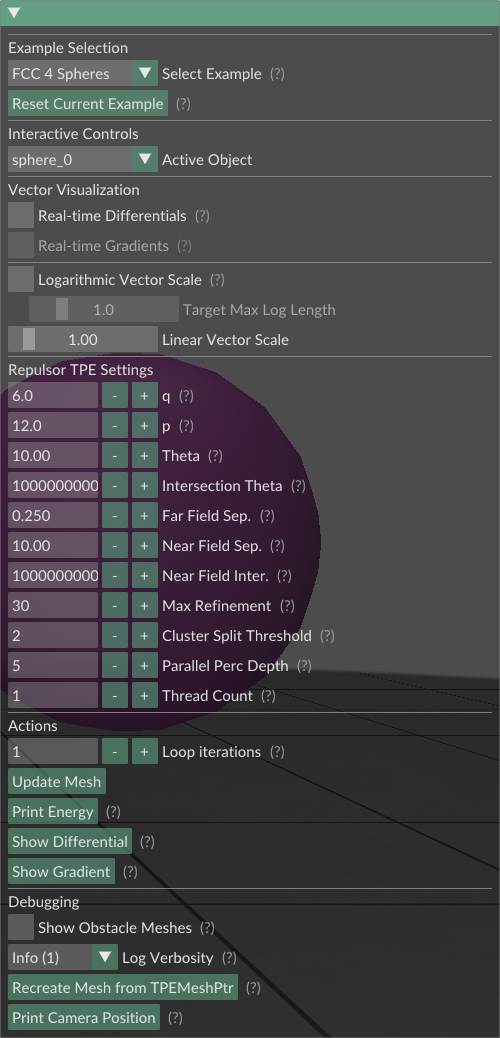 Example Selection
FCC 4 Spheres Select Example (?)
Reset Current Example (?)
Interactive Controls
sphere_0 Active Object
Vector Visualization
Real-time Differentials (?)
Real-time Gradients (?)
Logarithmic Vector Scale (?)
1.0 Target Max Log Length
1.00 Linear Vector Scale
Repulsor TPE Settings
6.0 - + q (?)
12.0 - + p (?)
10.00 - + Theta (?)
1000000000 - + Intersection Theta (?)
0.250 - + Far Field Sep. (?)
10.00 - + Near Field Sep. (?)
1000000000 - + Near Field Inter. (?)
30 - + Max Refinement (?)
2 - + Cluster Split Threshold (?)
5 - + Parallel Perc Depth (?)
1 - + Thread Count (?)
Actions
1 - + Loop iterations (?)
Update Mesh
Print Energy (?)
Show Differential (?)
Show Gradient (?)
Debugging
Show Obstacle Meshes (?)
Info (1) Log Verbosity (?)
Recreate Mesh from TPEMeshPtr (?)
Print Camera Position (?)